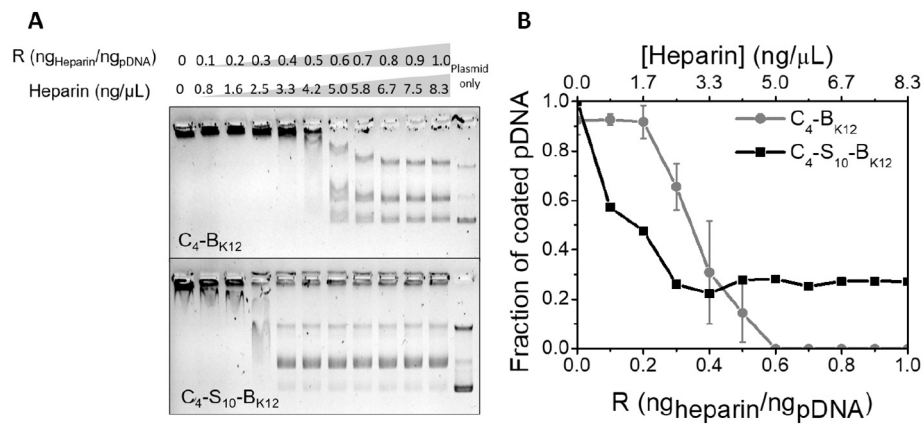 A
R (ngHeparin/ngpDNA)
0 0.1 0.2 0.3 0.4 0.5 0.6 0.7 0.8 0.9 1.0
Plasmid
only
Heparin (ng/µL)
0 0.8 1.6 2.5 3.3 4.2 5.0 5.8 6.7 7.5 8.3
C4-BK12
C4-S10-BK12
B
[Heparin] (ng/µL)
0.0 1.7 3.3 5.0 6.7 8.3
C4-BK12
C4-S10-BK12
Fraction of coated pDNA
1.0
0.8
0.6
0.4
0.2
0.0
0.0 0.2 0.4 0.6 0.8 1.0
R (ngheparin/ngpDNA)